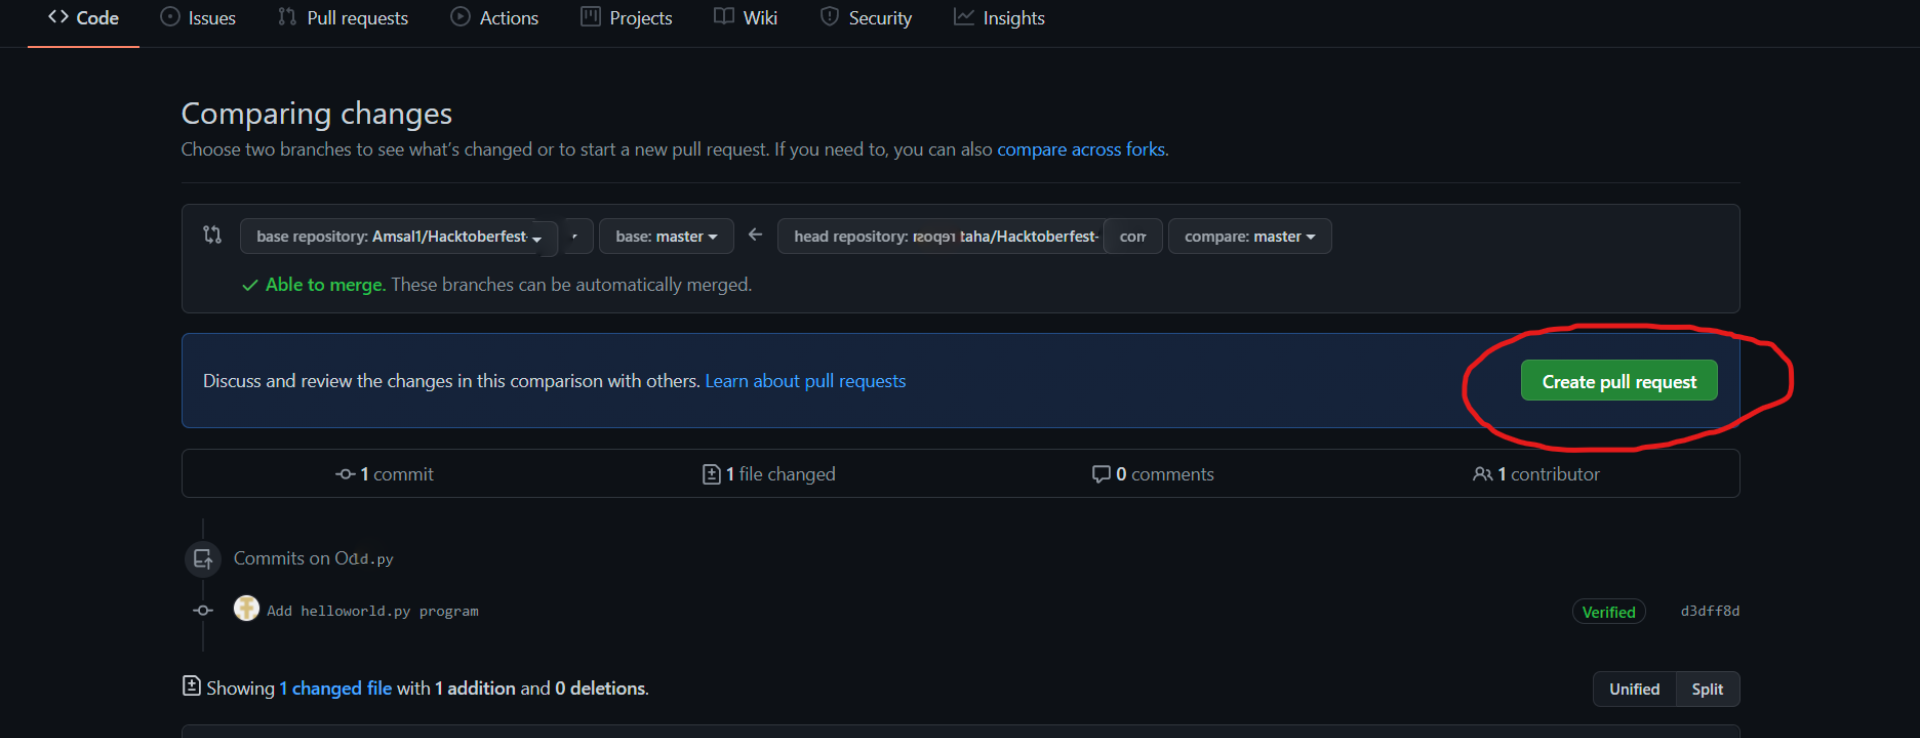 Code Issues Pull requests Actions Projects Wiki Security Insights
Comparing changes
Choose two branches to see what's changed or to start a new pull request. If you need to, you can also compare across forks.
base repository: Amsal1/Hacktoberfest- base: master head repository: taha/Hacktoberfest- compare: master
Able to merge. These branches can be automatically merged.
Discuss and review the changes in this comparison with others. Learn about pull requests
Create pull request
1 commit 1 file changed 0 comments 1 contributor
Commits on
Add helloworld.py program Verified d3dff8d
Showing 1 changed file with 1 addition and 0 deletions.
Unified Split